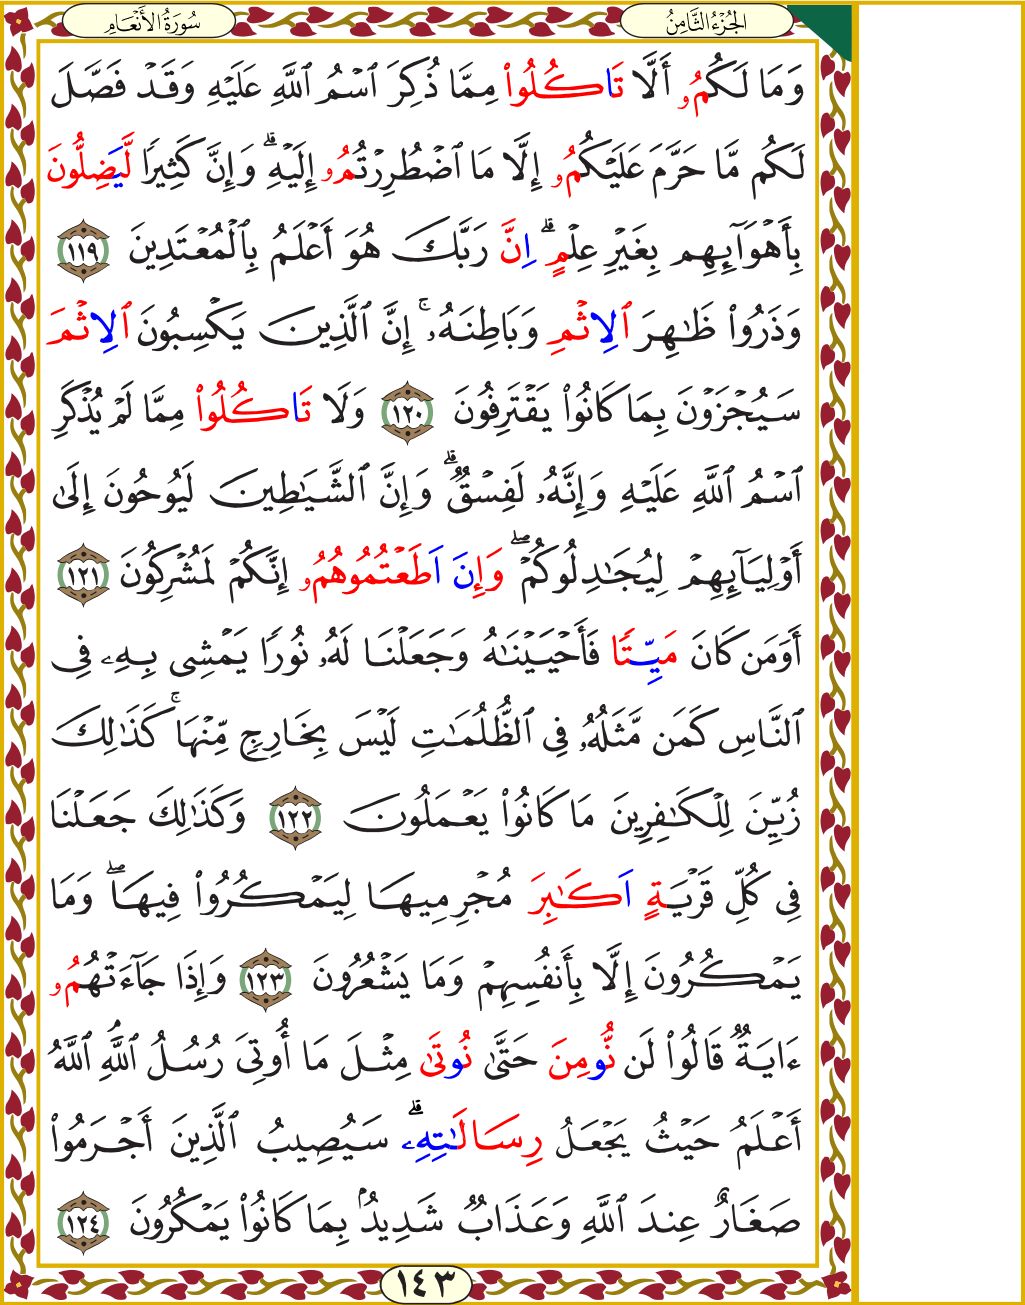 الجُزْءُ الثَّامِنُ
سُورَةُ الأَنْعَامِ
وَمَا لَكُمُۥ أَلَّا تَاكُلُواْ مِمَّا ذُكِرَ ٱسْمُ ٱللَّهِ عَلَيْهِ وَقَدْ فَصَّلَ
لَكُم مَّا حَرَّمَ عَلَيْكُمُۥ إِلَّا مَا ٱضْطُرِرْتُمُۥ إِلَيْهِۗ وَإِنَّ كَثِيرًا لَّيَضِلُّونَ
بِأَهْوَآئِهِم بِغَيْرِ عِلْمٍۗ اِنَّ رَبَّكَ هُوَ أَعْلَمُ بِٱلْمُعْتَدِينَ ١١٩
وَذَرُواْ ظَٰهِرَ ٱلِاثْمِ وَبَاطِنَهُۥۚ إِنَّ ٱلَّذِينَ يَكْسِبُونَ ٱلِاثْمَ
سَيُجْزَوْنَ بِمَا كَانُواْ يَقْتَرِفُونَ ١٢٠ وَلَا تَاكُلُواْ مِمَّا لَمْ يُذْكَرِ
ٱسْمُ ٱللَّهِ عَلَيْهِ وَإِنَّهُۥ لَفِسْقٌۗ وَإِنَّ ٱلشَّيَٰطِينَ لَيُوحُونَ إِلَىٰ
أَوْلِيَآئِهِمْ لِيُجَٰدِلُوكُمْۖ وَإِنَ اَطَعْتُمُوهُمُۥ إِنَّكُمْ لَمُشْرِكُونَ ١٢١
أَوَمَن كَانَ مَيِّتًا فَأَحْيَيْنَٰهُ وَجَعَلْنَا لَهُۥ نُورًا يَمْشِى بِهِۦ فِى
ٱلنَّاسِ كَمَن مَّثَلُهُۥ فِى ٱلظُّلُمَٰتِ لَيْسَ بِخَارِجٍ مِّنْهَاۚ كَذَٰلِكَ
زُيِّنَ لِلْكَٰفِرِينَ مَا كَانُواْ يَعْمَلُونَ ١٢٢ وَكَذَٰلِكَ جَعَلْنَا
فِى كُلِّ قَرْيَةٍ اَكَٰبِرَ مُجْرِمِيهَا لِيَمْكُرُواْ فِيهَاۖ وَمَا
يَمْكُرُونَ إِلَّا بِأَنفُسِهِمْ وَمَا يَشْعُرُونَ ١٢٣ وَإِذَا جَآءَتْهُمُۥ
ءَايَةٌ قَالُواْ لَن نُّومِنَ حَتَّىٰ نُوتَىٰ مِثْلَ مَا أُوتِىَ رُسُلُ ٱللَّهِۘ ٱللَّهُ
أَعْلَمُ حَيْثُ يَجْعَلُ رِسَالَٰتِهِۦۗ سَيُصِيبُ ٱلَّذِينَ أَجْرَمُواْ
صَغَارٌ عِندَ ٱللَّهِ وَعَذَابٌ شَدِيدٌۢ بِمَا كَانُواْ يَمْكُرُونَ ١٢٤
١٤٣